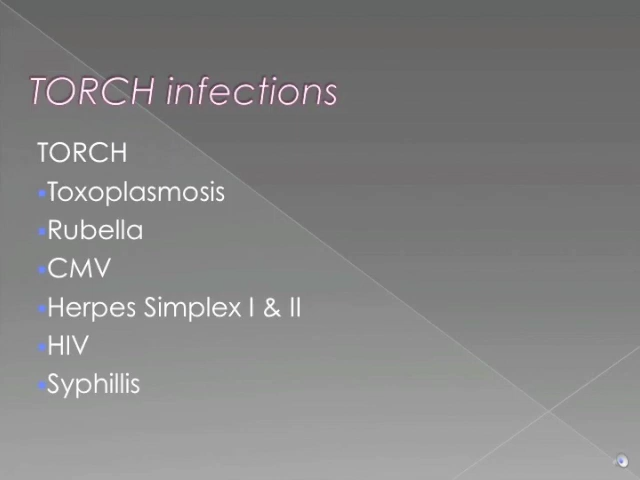 TORCH infections
TORCH
▪Toxoplasmosis
▪Rubella
▪CMV
▪Herpes Simplex I & II
▪HIV
▪Syphillis